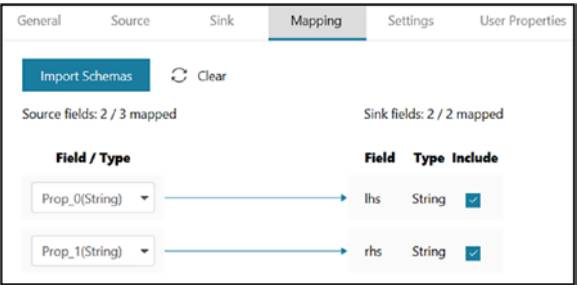 General Source Sink Mapping Settings User Properties
Import Schemas Clear
Source fields: 2 / 3 mapped Sink fields: 2 / 2 mapped
Field / Type Field Type Include
Prop_0(String) lhs String
Prop_1(String) rhs String